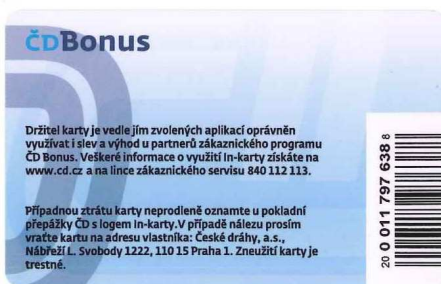 ČDBonus
Držitel karty je vedle jím zvolených aplikací oprávněn
využívat i slev a výhod u partnerů zákaznického programu
ČD Bonus. Veškeré informace o využití In-karty získáte na
www.cd.cz a na lince zákaznického servisu 840 112 113.
Případnou ztrátu karty neprodleně oznamte u pokladní
přepážky ČD s logem In-karty.V případě nálezu prosím
vraťte kartu na adresu vlastníka: České dráhy, a.s.,
Nábřeží L. Svobody 1222, 110 15 Praha 1. Zneužití karty je
trestné.
20 0 011 797 638 8